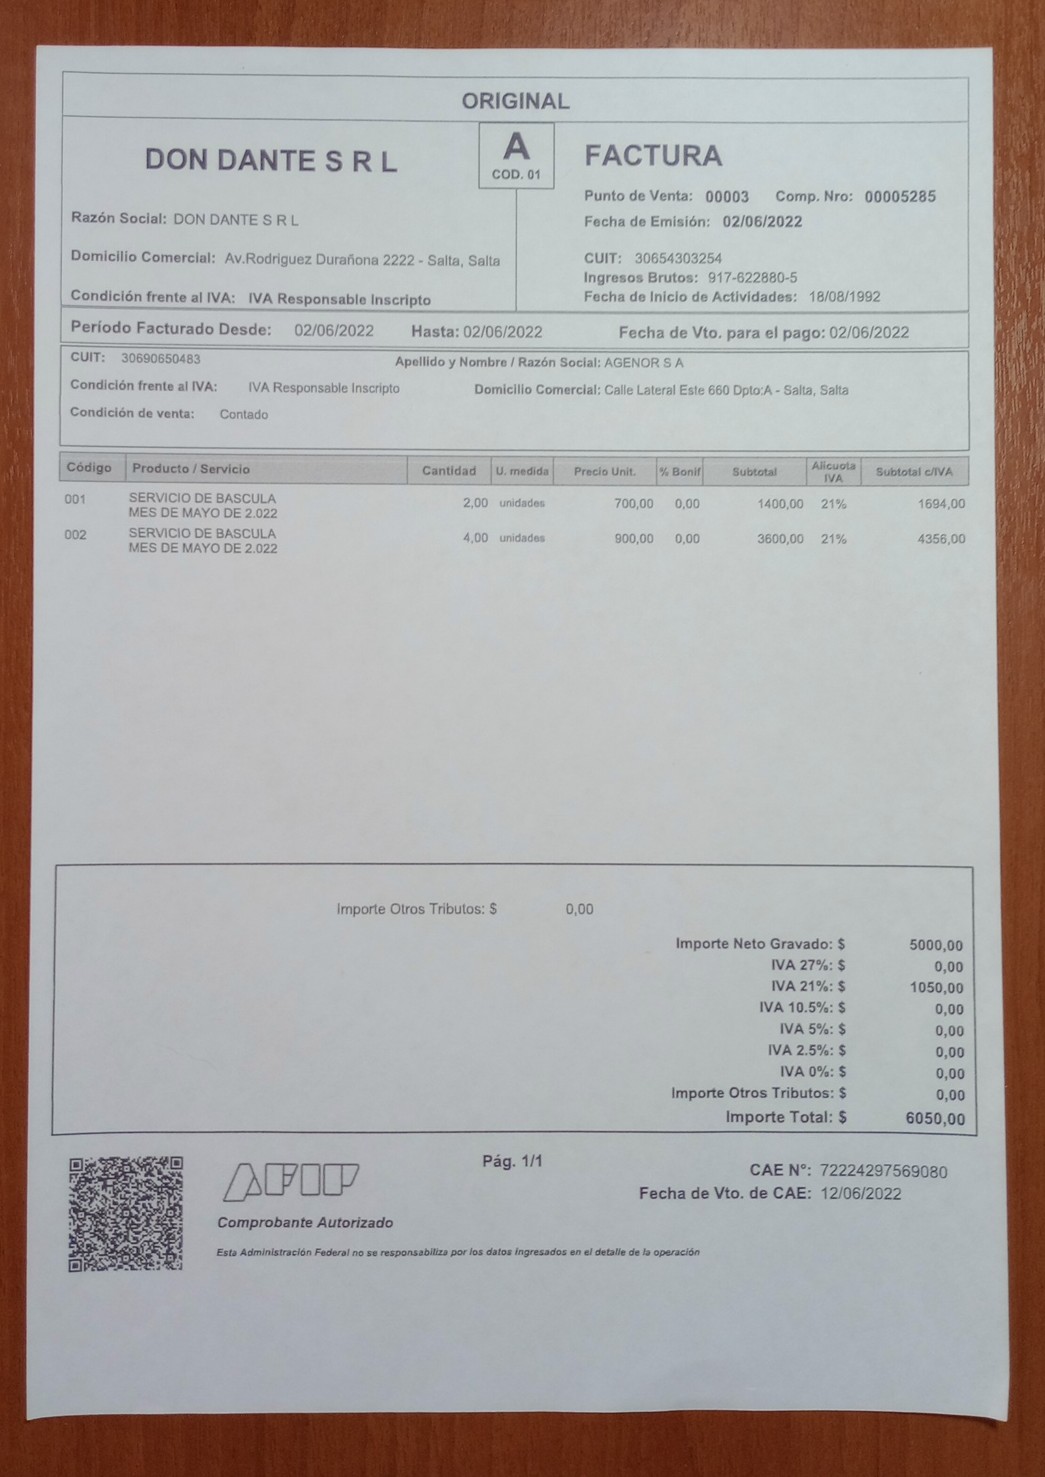 ORIGINAL
DON DANTE S R L
A
COD. 01
FACTURA
Punto de Venta: 00003 Comp. Nro: 00005285
Fecha de Emisión: 02/06/2022
Razón Social: DON DANTE S R L
Domicilio Comercial: Av.Rodriguez Durañona 2222 - Salta, Salta
Condición frente al IVA: IVA Responsable Inscripto
CUIT: 30654303254
Ingresos Brutos: 917-622880-5
Fecha de Inicio de Actividades: 18/08/1992
Período Facturado Desde: 02/06/2022 Hasta: 02/06/2022 Fecha de Vto. para el pago: 02/06/2022
CUIT: 30690650483 Apellido y Nombre / Razón Social: AGENOR S A
Condición frente al IVA: IVA Responsable Inscripto Domicilio Comercial: Calle Lateral Este 660 Dpto:A - Salta, Salta
Condición de venta: Contado
Código Producto / Servicio Cantidad U. medida Precio Unit. % Bonif Subtotal Alicuota IVA Subtotal c/IVA
001 SERVICIO DE BASCULA 2,00 unidades 700,00 0,00 1400,00 21% 1694,00
MES DE MAYO DE 2.022
002 SERVICIO DE BASCULA 4,00 unidades 900,00 0,00 3600,00 21% 4356,00
MES DE MAYO DE 2.022
Importe Otros Tributos: $ 0,00
Importe Neto Gravado: $ 5000,00
IVA 27%: $ 0,00
IVA 21%: $ 1050,00
IVA 10.5%: $ 0,00
IVA 5%: $ 0,00
IVA 2.5%: $ 0,00
IVA 0%: $ 0,00
Importe Otros Tributos: $ 0,00
Importe Total: $ 6050,00
AFIP
Pág. 1/1
CAE N°: 72224297569080
Fecha de Vto. de CAE: 12/06/2022
Comprobante Autorizado
Esta Administración Federal no se responsabiliza por los datos ingresados en el detalle de la operación